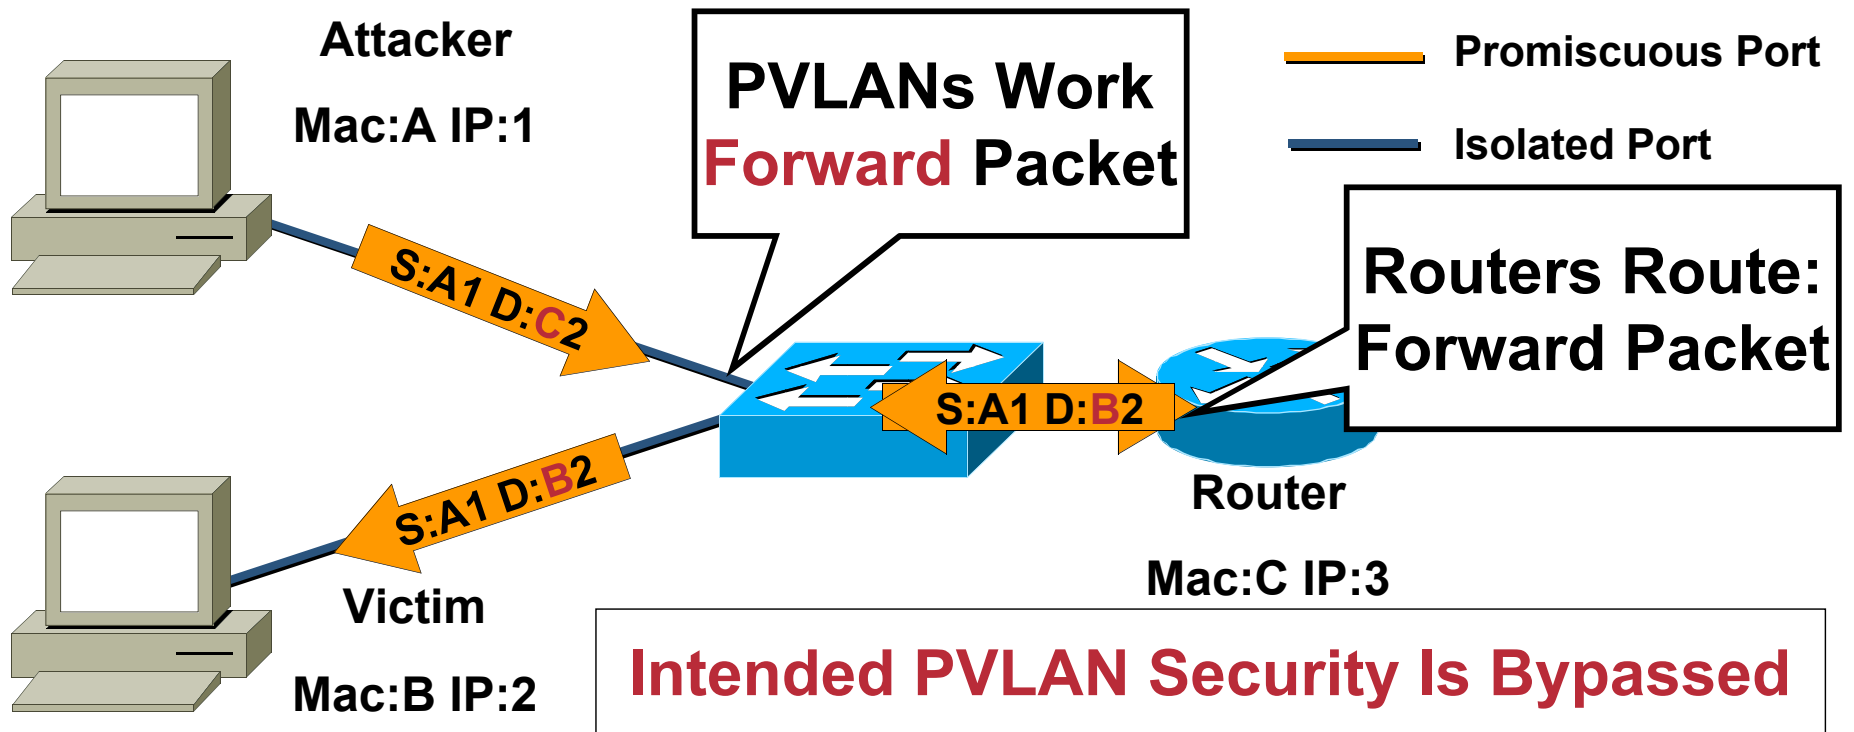 Attacker
Mac:A IP:1
PVLANs Work
Forward Packet
Promiscuous Port
Isolated Port
Routers Route:
Forward Packet
S:A1 D:C2
S:A1 D:B2
S:A1 D:B2
Router
Mac:C IP:3
Victim
Mac:B IP:2
Intended PVLAN Security Is Bypassed